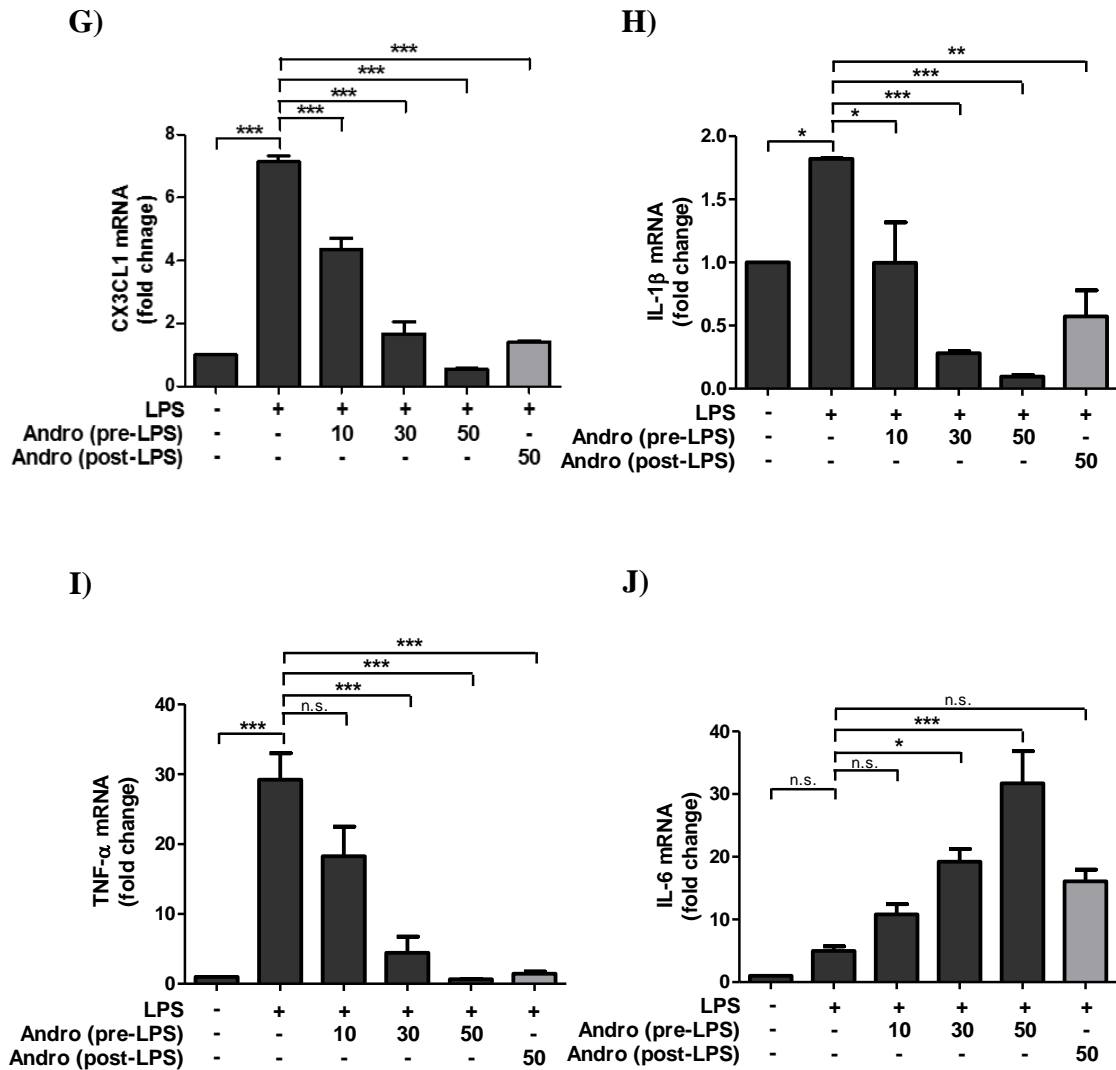 G)
***
***
***
***
***
8
6
4
2
0
CX3CL1 mRNA
(fold chnage)
LPS - + + + + +
Andro (pre-LPS) - - 10 30 50 -
Andro (post-LPS) - - - - - 50
H)
**
***
***
*
*
2.0
1.5
1.0
0.5
0.0
IL-1β mRNA
(fold change)
LPS - + + + + +
Andro (pre-LPS) - - 10 30 50 -
Andro (post-LPS) - - - - - 50
I)
***
***
***
n.s.
***
40
30
20
10
0
TNF-α mRNA
(fold change)
LPS - + + + + +
Andro (pre-LPS) - - 10 30 50 -
Andro (post-LPS) - - - - - 50
J)
n.s.
***
*
n.s.
n.s.
40
30
20
10
0
IL-6 mRNA
(fold change)
LPS - + + + + +
Andro (pre-LPS) - - 10 30 50 -
Andro (post-LPS) - - - - - 50